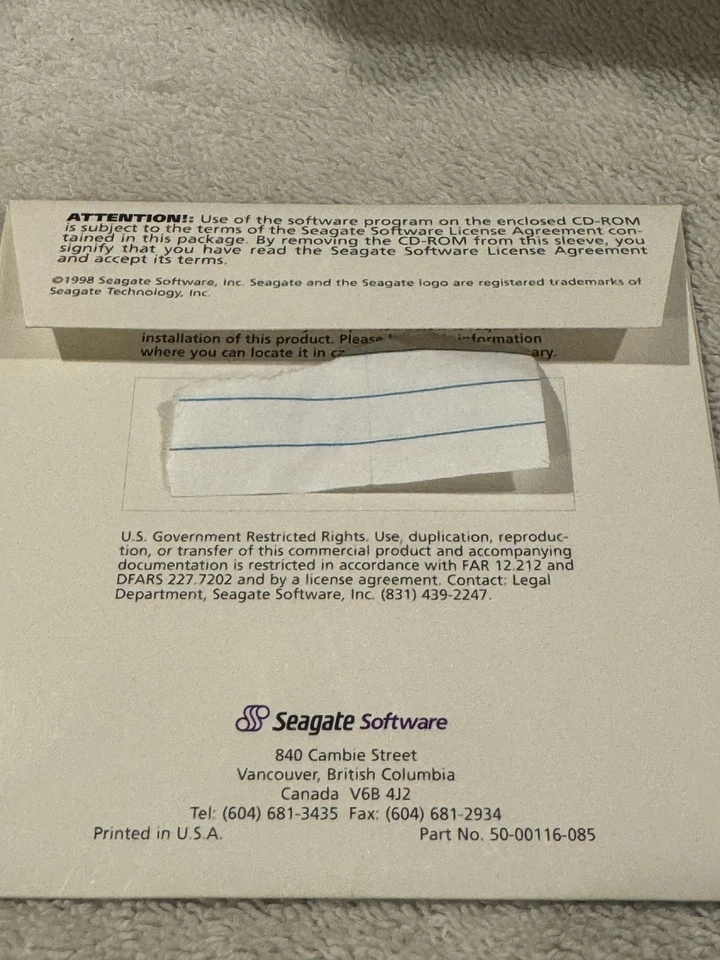 ATTENTION!: Use of the software program on the enclosed CD-ROM
is subject to the terms of the Seagate Software License Agreement con-
tained in this package. By removing the CD-ROM from this sleeve, you
signify that you have read the Seagate Software License Agreement
and accept its terms.
©1998 Seagate Software, Inc. Seagate and the Seagate logo are registered trademarks of
Seagate Technology, Inc.
installation of this product. Please information
where you can locate it in
U.S. Government Restricted Rights. Use, duplication, reproduc-
tion, or transfer of this commercial product and accompanying
documentation is restricted in accordance with FAR 12.212 and
DFARS 227.7202 and by a license agreement. Contact: Legal
Department, Seagate Software, Inc. (831) 439-2247.
Seagate Software
840 Cambie Street
Vancouver, British Columbia
Canada V6B 4J2
Tel: (604) 681-3435 Fax: (604) 681-2934
Printed in U.S.A. Part No. 50-00116-085